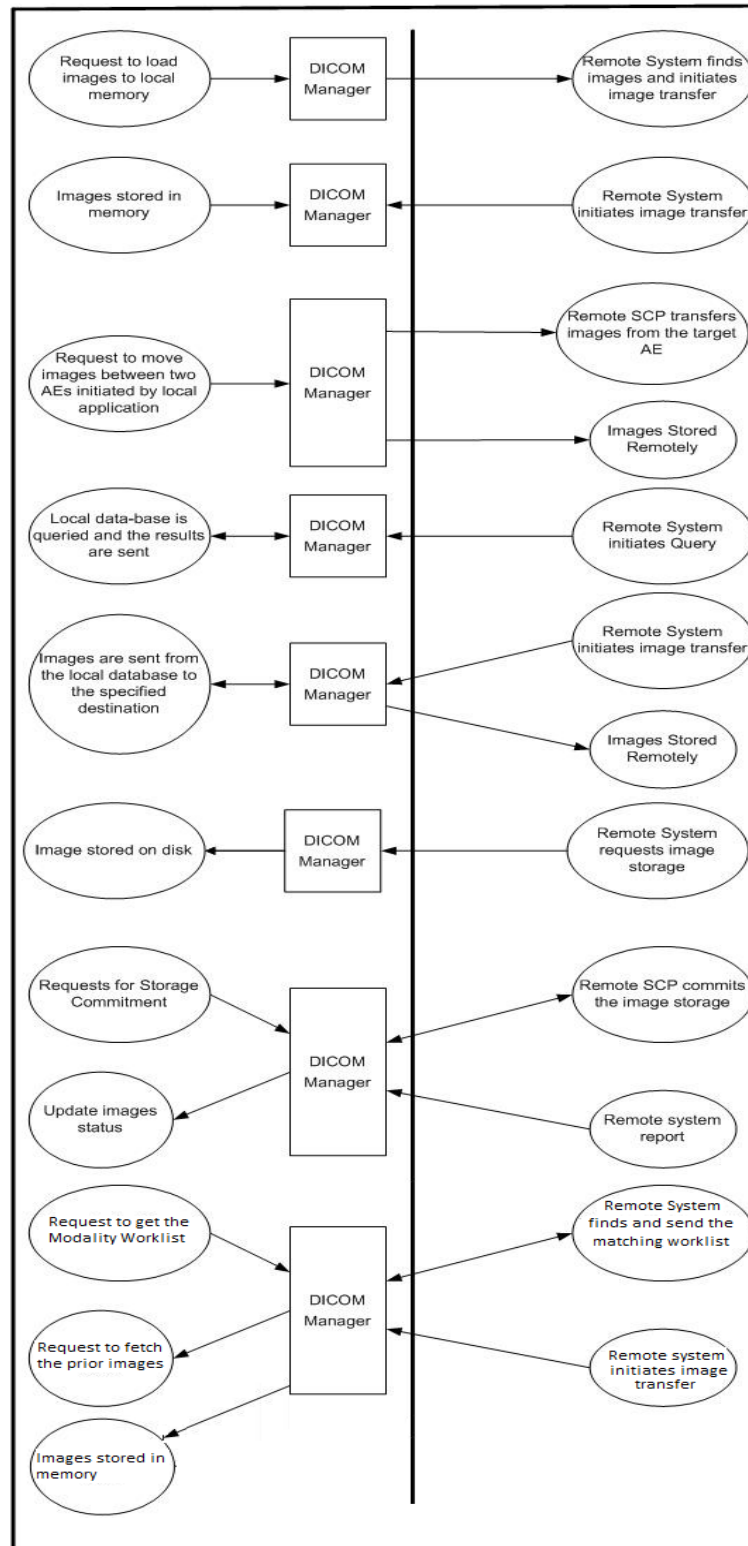 Request to load
images to local
memory
DICOM
Manager
Remote System finds
images and initiates
image transfer
Images stored in
memory
DICOM
Manager
Remote System
initiates image transfer
Request to move
images between two
AEs initiated by local
application
DICOM
Manager
Remote SCP transfers
images from the target
AE
Images Stored
Remotely
Local data-base is
queried and the results
are sent
DICOM
Manager
Remote System
initiates Query
Images are sent from
the local database to
the specified
destination
DICOM
Manager
Remote System
initiates image transfer
Images Stored
Remotely
Image stored on disk
DICOM
Manager
Remote System
requests image
storage
Requests for Storage
Commitment
Update images
status
DICOM
Manager
Remote SCP commits
the image storage
Remote system
report
Request to get the
Modality Worklist
Request to fetch
the prior images
Images stored in
memory
DICOM
Manager
Remote System
finds and send the
matching worklist
Remote system
initiates image
transfer